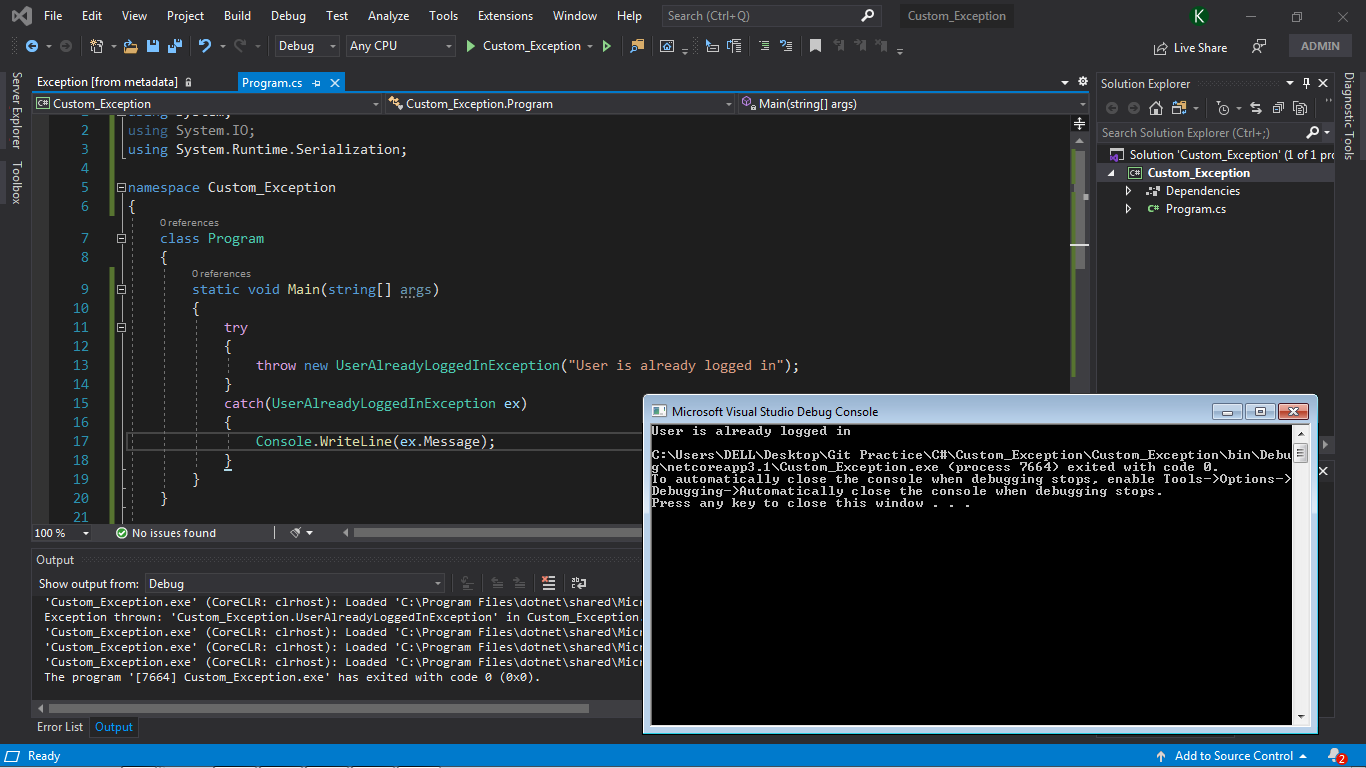 File Edit View Project Build Debug Test Analyze Tools Extensions Window Help Search (Ctrl+Q) Custom_Exception K
Debug Any CPU Custom_Exception Live Share ADMIN
Server Explorer
Toolbox
Exception [from metadata] Program.cs
Custom_Exception Custom_Exception.Program Main(string[] args)
2 using System.IO;
3 using System.Runtime.Serialization;
4
5 namespace Custom_Exception
6 {
0 references
7 class Program
8 {
0 references
9 static void Main(string[] args)
10 {
11 try
12 {
13 throw new UserAlreadyLoggedInException("User is already logged in");
14 }
15 catch(UserAlreadyLoggedInException ex)
16 {
17 Console.WriteLine(ex.Message);
18 }
19 }
20 }
21
100 % No issues found
Output
Show output from: Debug
'Custom_Exception.exe' (CoreCLR: clrhost): Loaded 'C:\Program Files\dotnet\shared\Micr
Exception thrown: 'Custom_Exception.UserAlreadyLoggedInException' in Custom_Exception.
'Custom_Exception.exe' (CoreCLR: clrhost): Loaded 'C:\Program Files\dotnet\shared\Micr
'Custom_Exception.exe' (CoreCLR: clrhost): Loaded 'C:\Program Files\dotnet\shared\Micr
'Custom_Exception.exe' (CoreCLR: clrhost): Loaded 'C:\Program Files\dotnet\shared\Micr
The program '[7664] Custom_Exception.exe' has exited with code 0 (0x0).
Error List Output
Solution Explorer
Search Solution Explorer (Ctrl+;)
Solution 'Custom_Exception' (1 of 1 pro
Custom_Exception
Dependencies
Program.cs
Diagnostic Tools
Microsoft Visual Studio Debug Console
User is already logged in
C:\Users\DELL\Desktop\Git Practice\C#\Custom_Exception\Custom_Exception\bin\Debu
g\netcoreapp3.1\Custom_Exception.exe (process 7664) exited with code 0.
To automatically close the console when debugging stops, enable Tools->Options->
Debugging->Automatically close the console when debugging stops.
Press any key to close this window . . .
Ready Add to Source Control 2